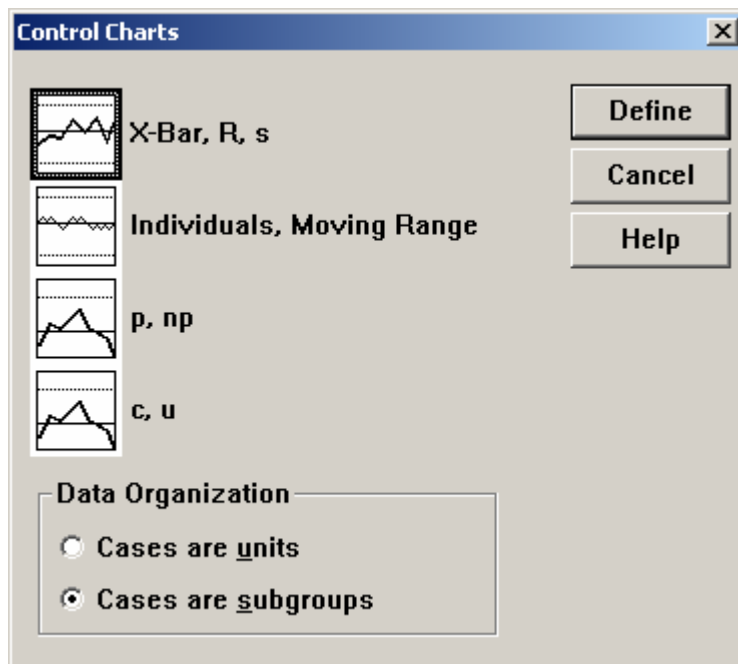 Control Charts
X-Bar, R, s
Individuals, Moving Range
p, np
c, u
Define
Cancel
Help
Data Organization
Cases are units
Cases are subgroups